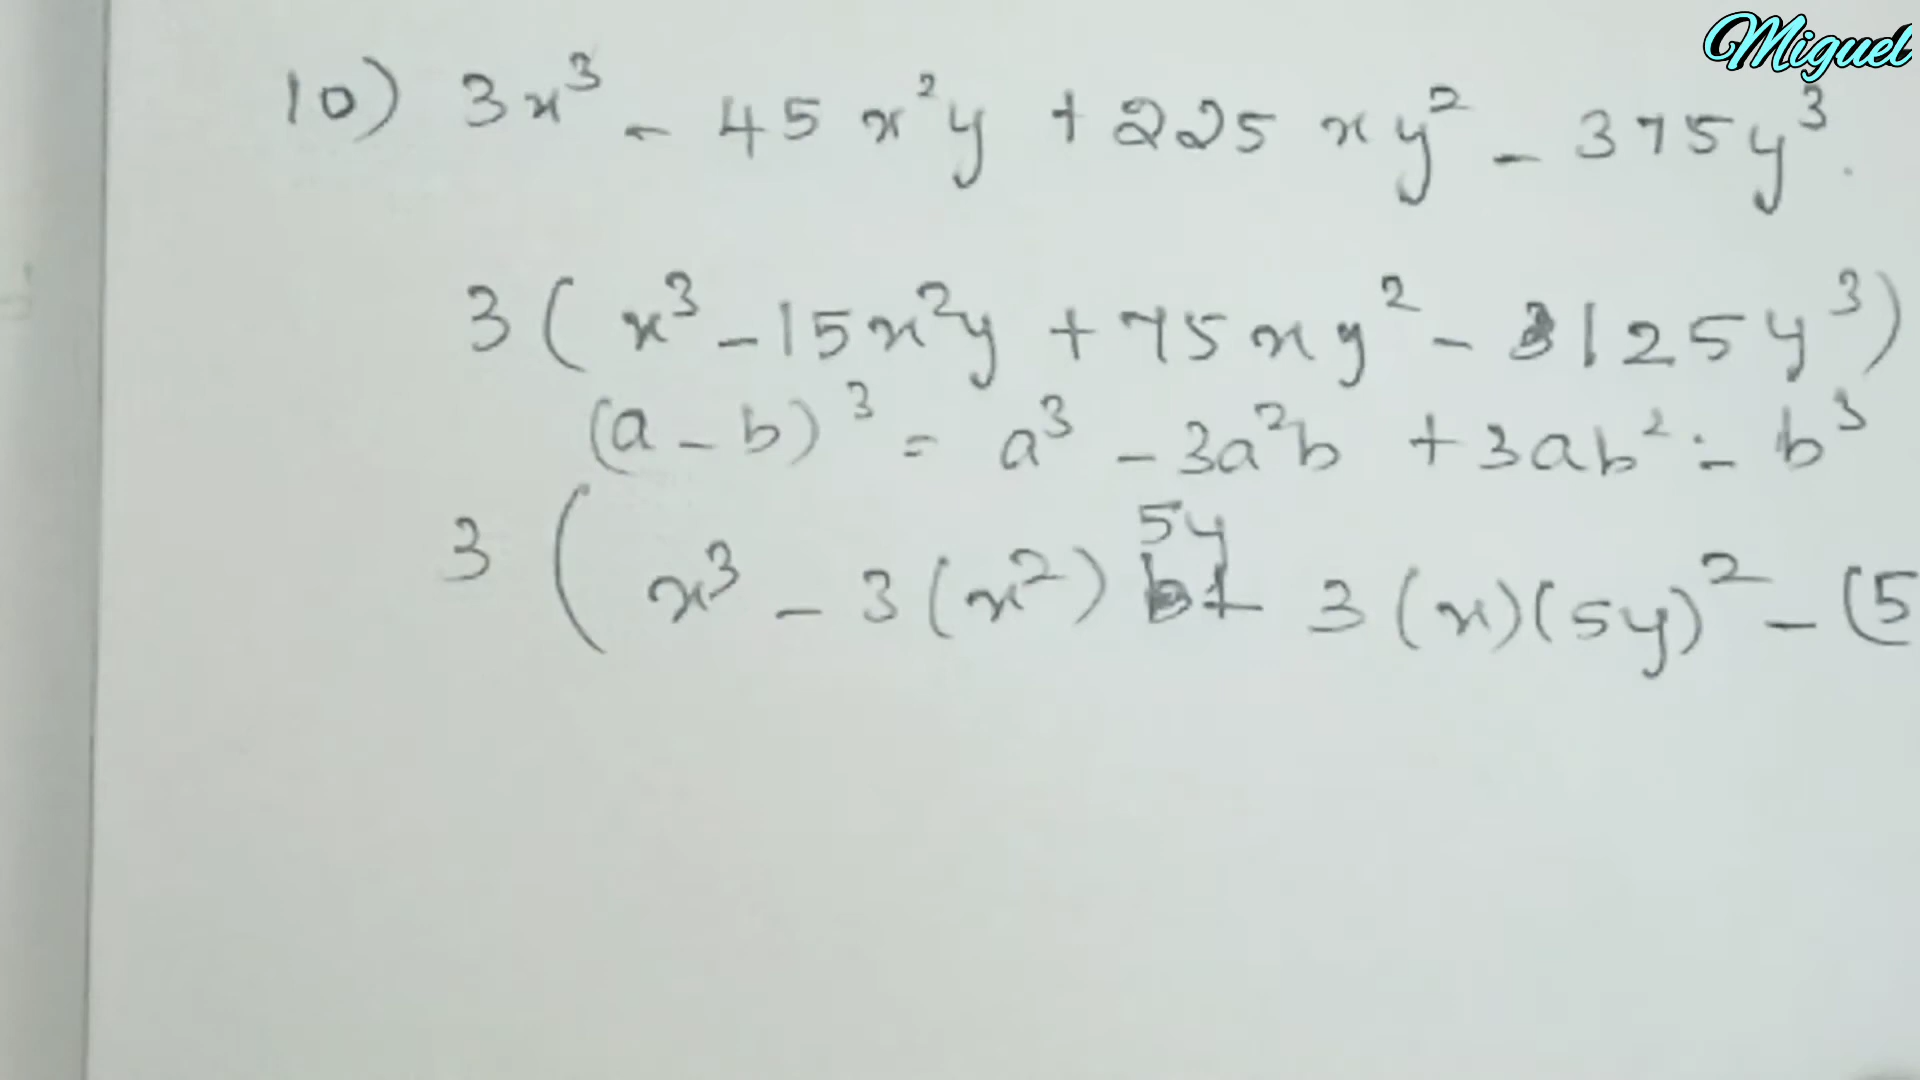 Miguel
10) 3x³ - 45x²y + 225xy² - 375y³.
3(x³ - 15x²y + 75xy² - 125y³)
(a - b)³ = a³ - 3a²b + 3ab² - b³
5y
3(x³ - 3(x²) + 3(x)(5y)² - (5